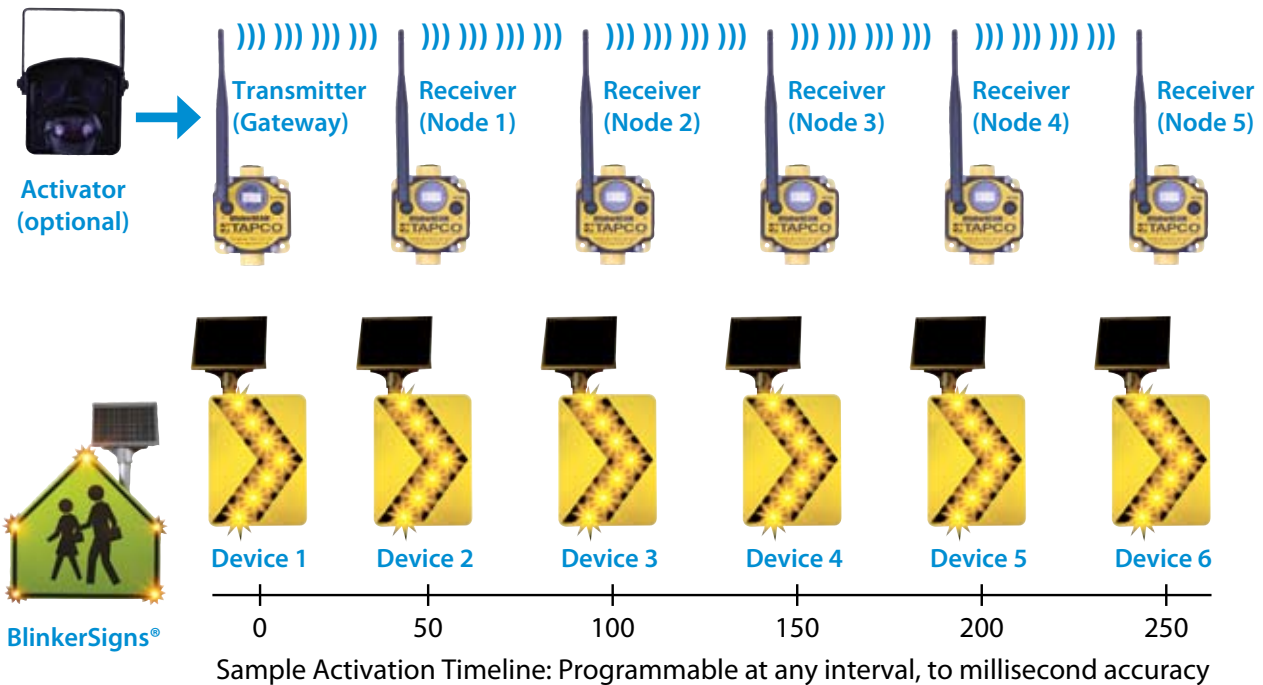 ))) ))) ))) )))
))) ))) ))) )))
))) ))) ))) )))
))) ))) ))) )))
))) ))) ))) )))
Transmitter
(Gateway)
Receiver
(Node 1)
Receiver
(Node 2)
Receiver
(Node 3)
Receiver
(Node 4)
Receiver
(Node 5)
Activator
(optional)
TAPCO
TAPCO
TAPCO
TAPCO
TAPCO
TAPCO
Device 1
Device 2
Device 3
Device 4
Device 5
Device 6
BlinkerSigns®
0
50
100
150
200
250
Sample Activation Timeline: Programmable at any interval, to millisecond accuracy